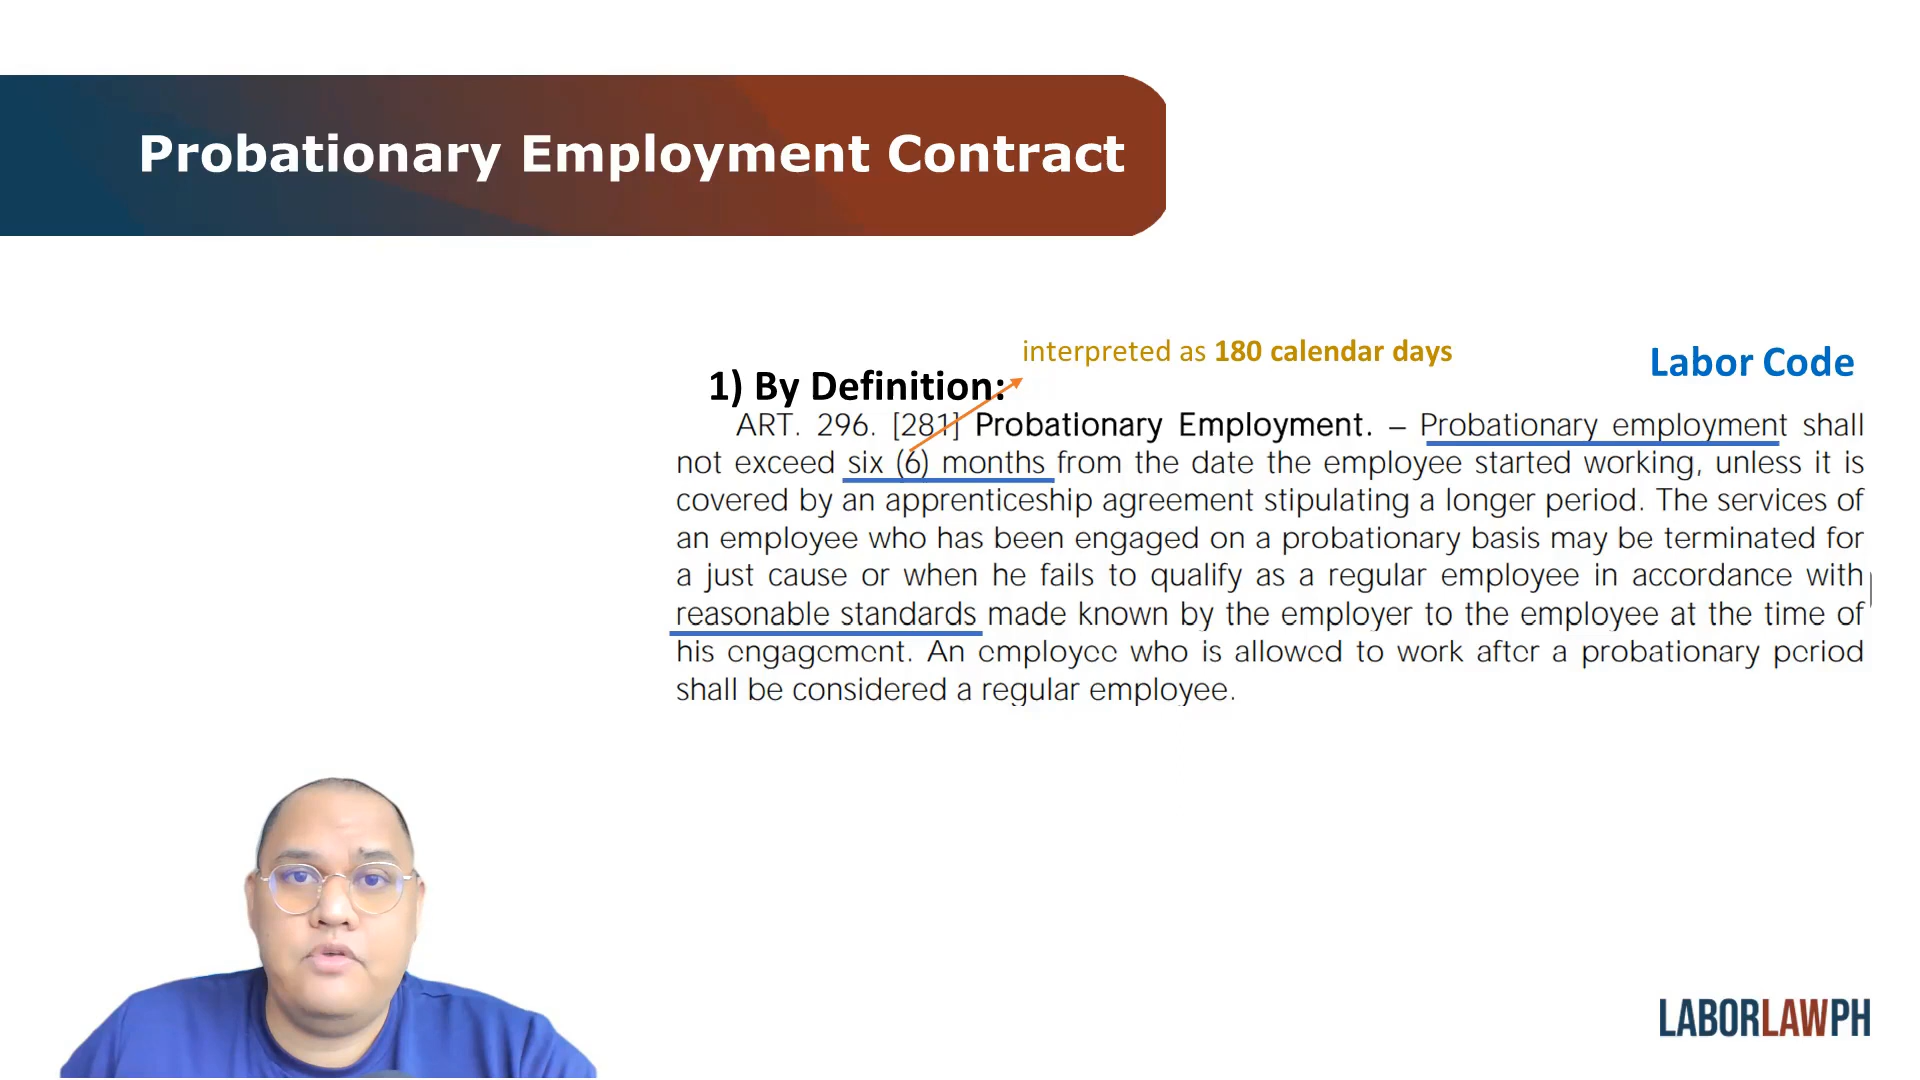 Probationary Employment Contract
interpreted as 180 calendar days
Labor Code
1) By Definition:
ART. 296. [281] Probationary Employment. – Probationary employment shall
not exceed six (6) months from the date the employee started working, unless it is
covered by an apprenticeship agreement stipulating a longer period. The services of
an employee who has been engaged on a probationary basis may be terminated for
a just cause or when he fails to qualify as a regular employee in accordance with
reasonable standards made known by the employer to the employee at the time of
his engagement. An employee who is allowed to work after a probationary period
shall be considered a regular employee.
LABORLAWPH